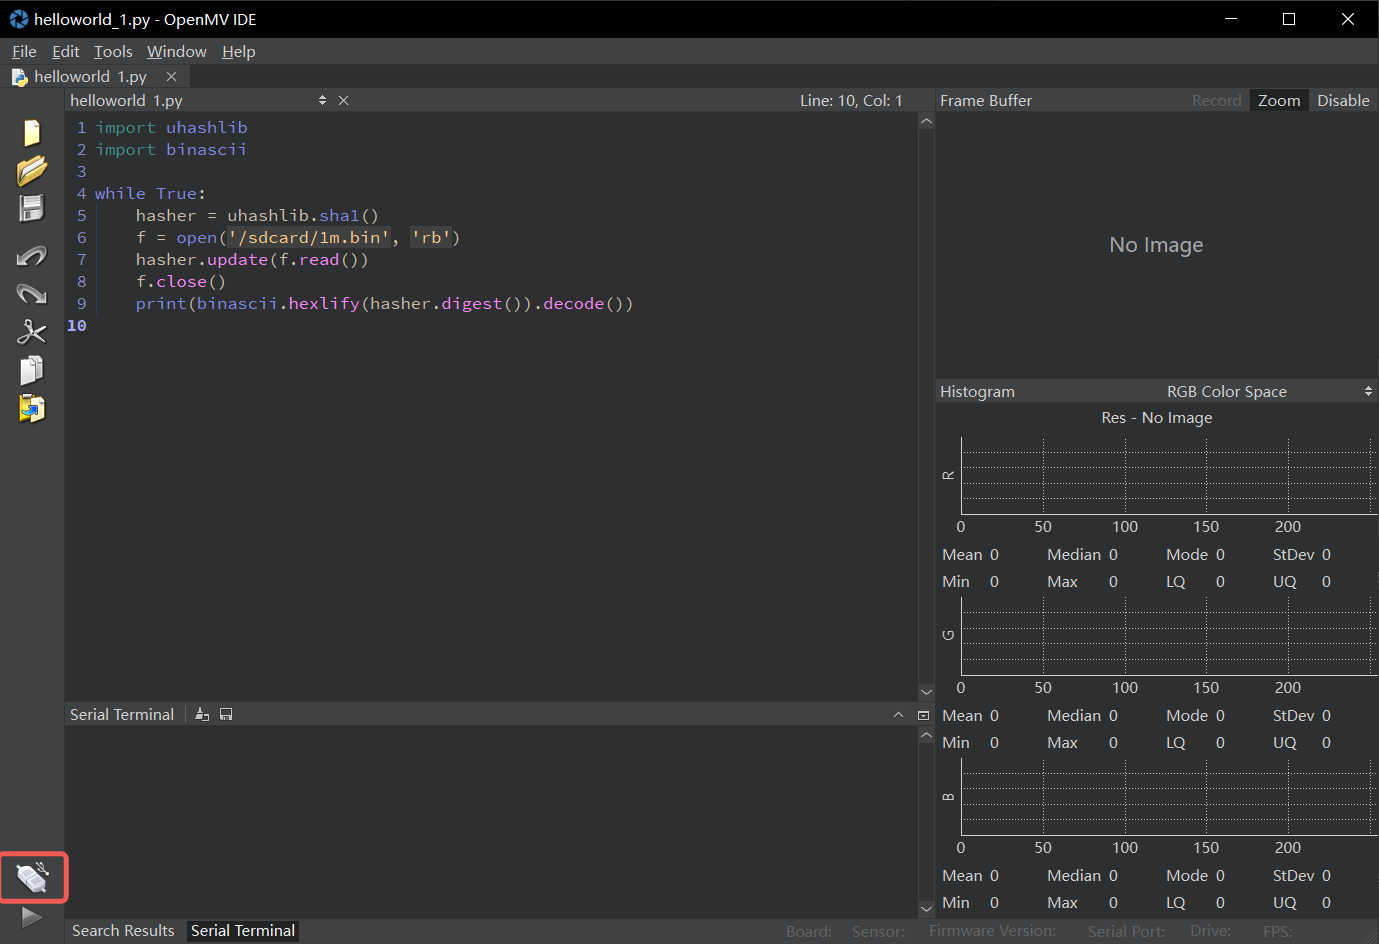 helloworld_1.py - OpenMV IDE
File Edit Tools Window Help
helloworld 1.py
helloworld 1.py Line: 10, Col: 1
1 import uhashlib
2 import binascii
3
4 while True:
5     hasher = uhashlib.sha1()
6     f = open('/sdcard/1m.bin', 'rb')
7     hasher.update(f.read())
8     f.close()
9     print(binascii.hexlify(hasher.digest()).decode())
10
Frame Buffer Record Zoom Disable
No Image
Histogram RGB Color Space
Res - No Image
R
0 50 100 150 200
Mean 0 Median 0 Mode 0 StDev 0
Min 0 Max 0 LQ 0 UQ 0
G
0 50 100 150 200
Mean 0 Median 0 Mode 0 StDev 0
Min 0 Max 0 LQ 0 UQ 0
B
0 50 100 150 200
Mean 0 Median 0 Mode 0 StDev 0
Min 0 Max 0 LQ 0 UQ 0
Serial Terminal
Search Results Serial Terminal
Board: Sensor: Firmware Version: Serial Port: Drive: FPS: